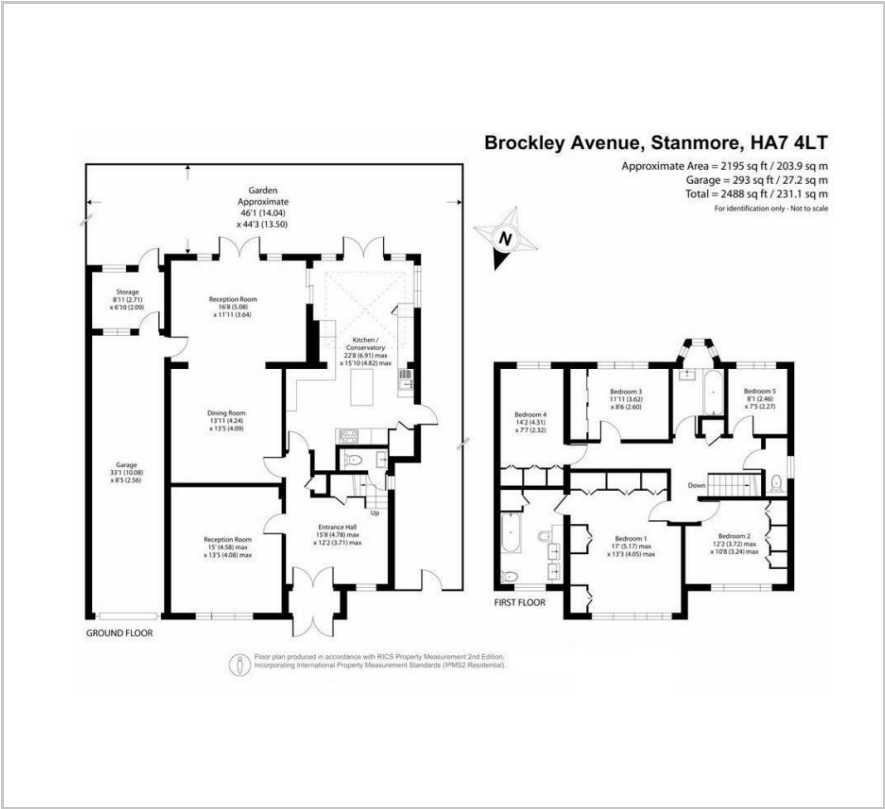 Brockley Avenue, Stanmore, HA7 4LT
Approximate Area = 2195 sq ft / 203.9 sq m
Garage = 293 sq ft / 27.2 sq m
Total = 2488 sq ft / 231.1 sq m
For identification only - Not to scale
N
Garden
Approximate
46'1 (14.04)
x 44'3 (13.50)
Storage
8'11 (2.71)
x 6'10 (2.09)
Reception Room
16'8 (5.08)
x 11'11 (3.64)
Kitchen /
Conservatory
22'8 (6.91) max
x 15'10 (4.82) max
Dining Room
13'11 (4.24)
x 13'5 (4.09)
Garage
33'1 (10.08)
x 8'5 (2.56)
Reception Room
15' (4.58) max
x 13'5 (4.08) max
Up
Entrance Hall
15'8 (4.78) max
x 12'2 (3.71) max
GROUND FLOOR
Bedroom 4
14'2 (4.31)
x 7'7 (2.32)
Bedroom 3
11'11 (3.62)
x 8'6 (2.60)
Bedroom 5
8'1 (2.46)
x 7'5 (2.27)
Down
Bedroom 1
17' (5.17) max
x 13'3 (4.05) max
Bedroom 2
12'2 (3.72) max
x 10'8 (3.24) max
FIRST FLOOR
Floor plan produced in accordance with RICS Property Measurement 2nd Edition,
Incorporating International Property Measurement Standards (IPMS2 Residential).